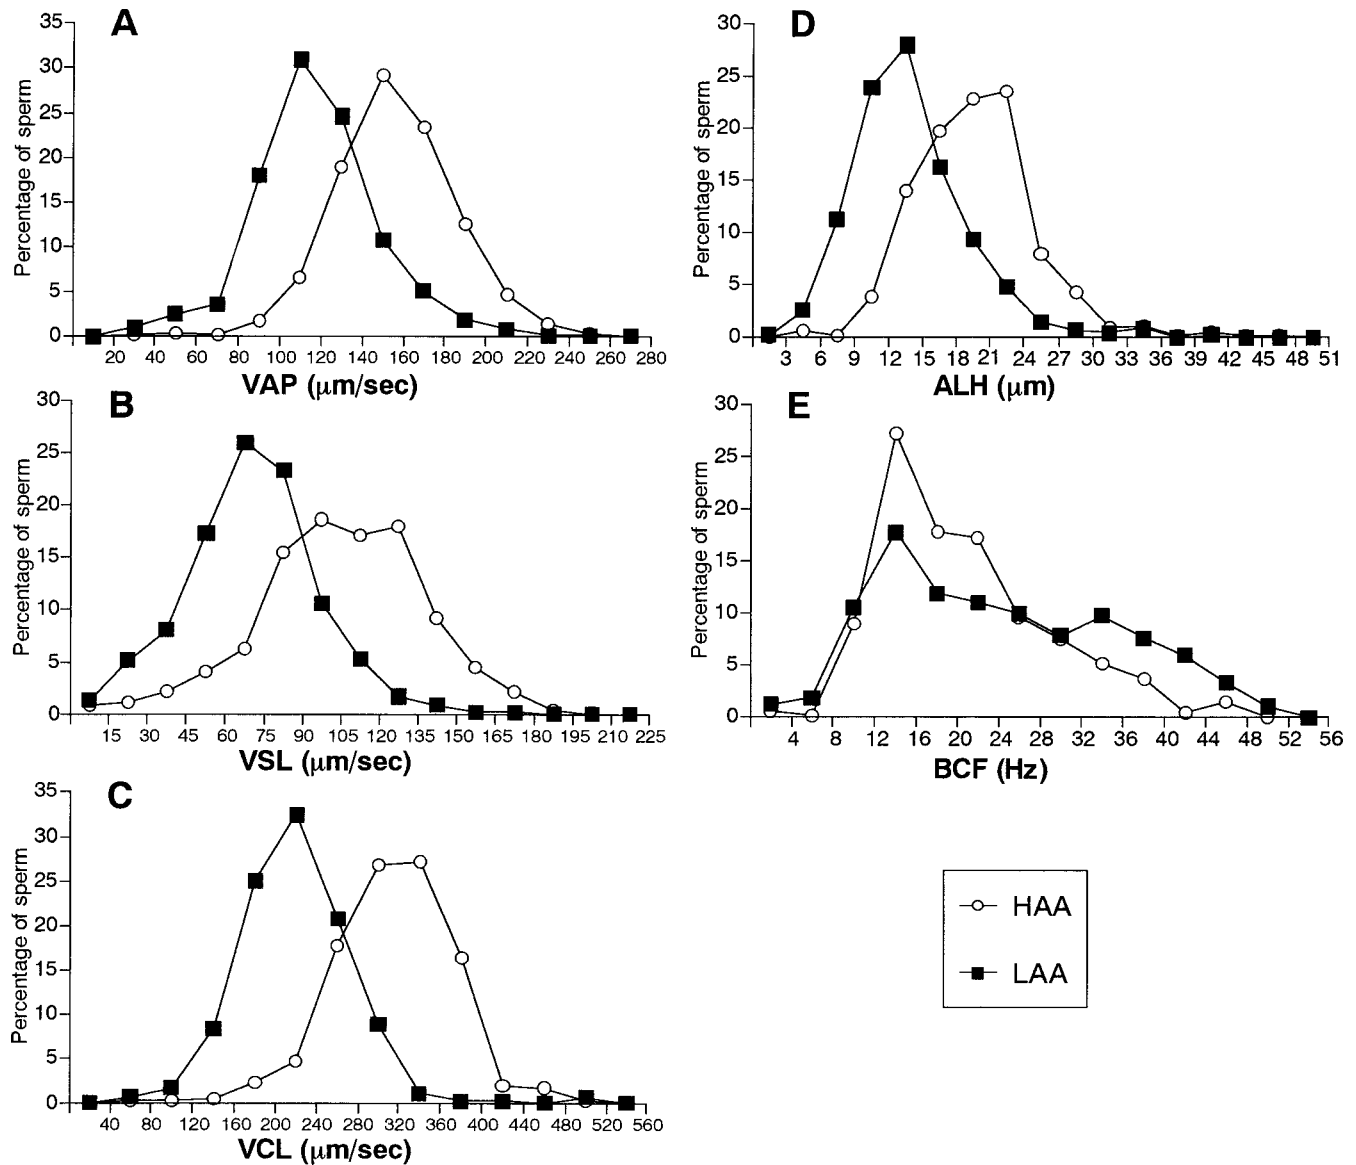 A
Percentage of sperm
35
30
25
20
15
10
5
0
20 40 60 80 100 120 140 160 180 200 220 240 260 280
VAP (µm/sec)
B
Percentage of sperm
30
25
20
15
10
5
0
15 30 45 60 75 90 105 120 135 150 165 180 195 210 225
VSL (µm/sec)
C
Percentage of sperm
35
30
25
20
15
10
5
0
40 80 120 160 200 240 280 320 360 400 440 480 520 560
VCL (µm/sec)
D
Percentage of sperm
30
25
20
15
10
5
0
3 6 9 12 15 18 21 24 27 30 33 36 39 42 45 48 51
ALH (µm)
E
Percentage of sperm
30
25
20
15
10
5
0
4 8 12 16 20 24 28 32 36 40 44 48 52 56
BCF (Hz)
HAA
LAA